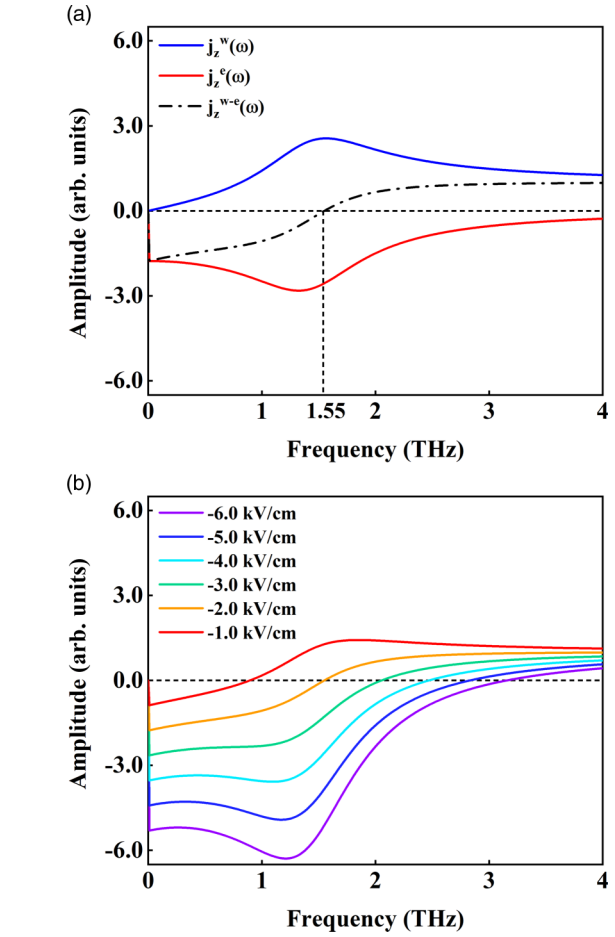 (a)
6.0
j_z^w(ω)
j_z^e(ω)
j_z^w-e(ω)
3.0
0.0
-3.0
-6.0
Amplitude (arb. units)
0 1 1.55 2 3 4
Frequency (THz)
(b)
6.0
-6.0 kV/cm
-5.0 kV/cm
-4.0 kV/cm
-3.0 kV/cm
-2.0 kV/cm
-1.0 kV/cm
3.0
0.0
-3.0
-6.0
Amplitude (arb. units)
0 1 2 3 4
Frequency (THz)